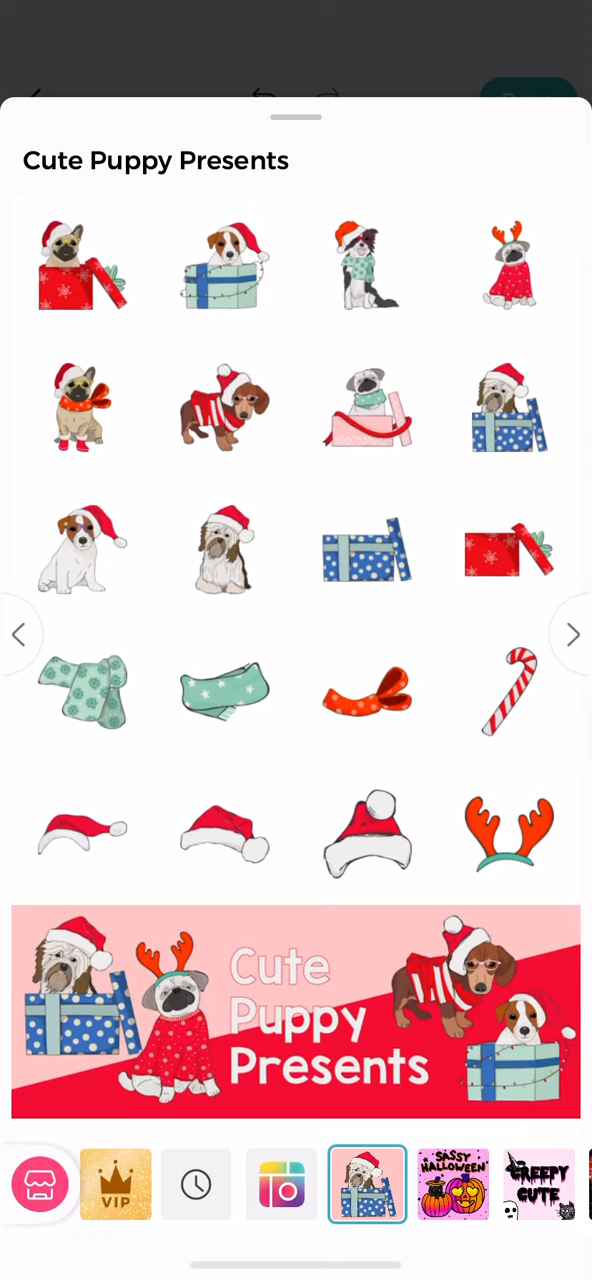 Cute Puppy Presents
Cute
Puppy
Presents
VIP
SASSY
HALLOWEEN
CREEPY
CUTE